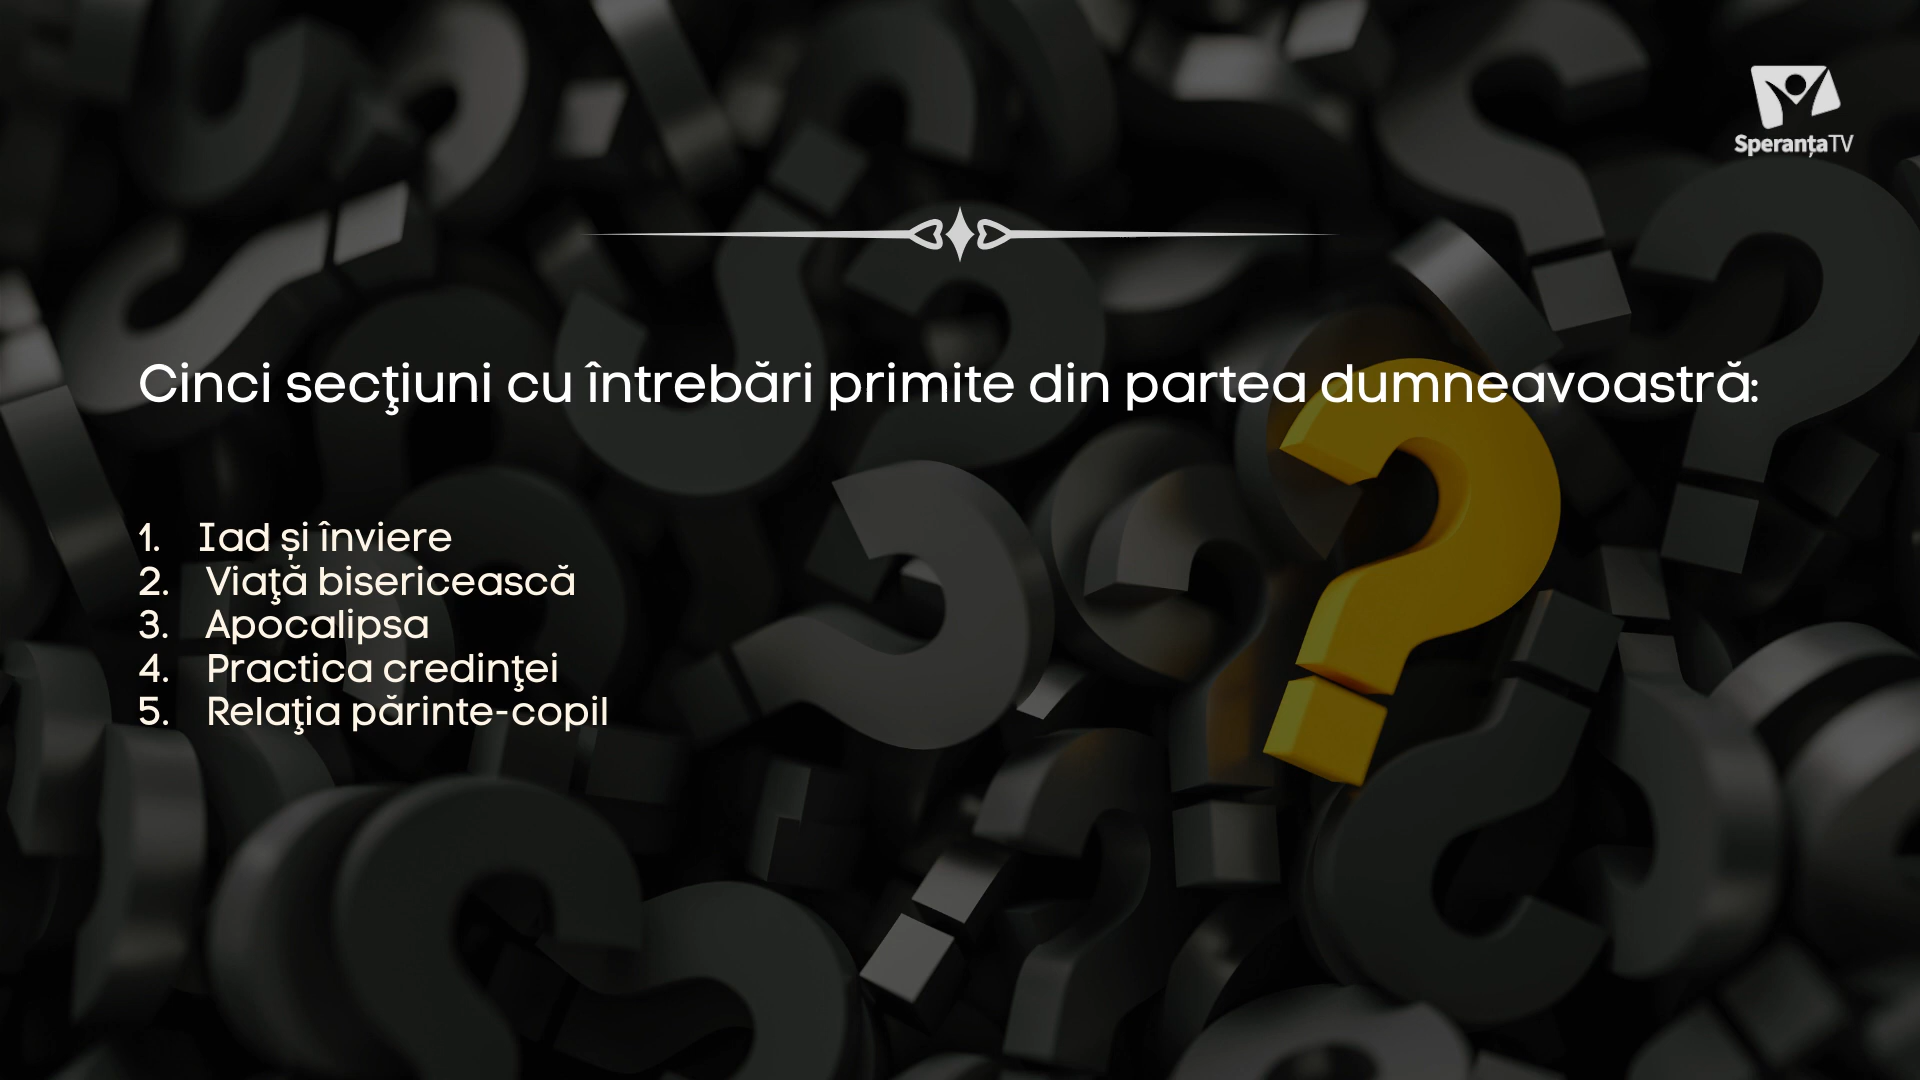 SperanțaTV
Cinci secţiuni cu întrebări primite din partea dumneavoastră:
1. Iad și înviere
2. Viaţă bisericească
3. Apocalipsa
4. Practica credinţei
5. Relaţia părinte-copil